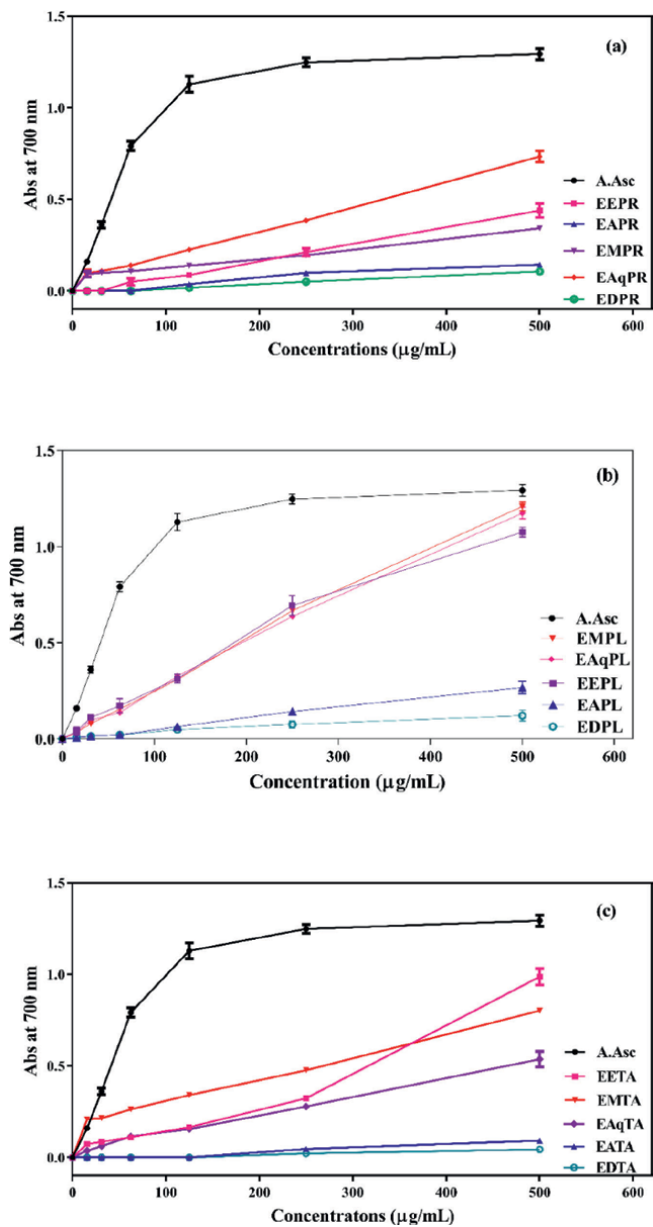 (a)
1.5
1.0
0.5
0.0
Abs at 700 nm
A.Asc
EEPR
EAPR
EMPR
EAqPR
EDPR
0 100 200 300 400 500 600
Concentrations (µg/mL)
(b)
1.5
1.0
0.5
0.0
Abs at 700 nm
A.Asc
EMPL
EAqPL
EEPL
EAPL
EDPL
0 100 200 300 400 500 600
Concentration (µg/mL)
(c)
1.5
1.0
0.5
0.0
Abs at 700 nm
A.Asc
EETA
EMTA
EAqTA
EATA
EDTA
0 100 200 300 400 500 600
Concentratons (µg/mL)